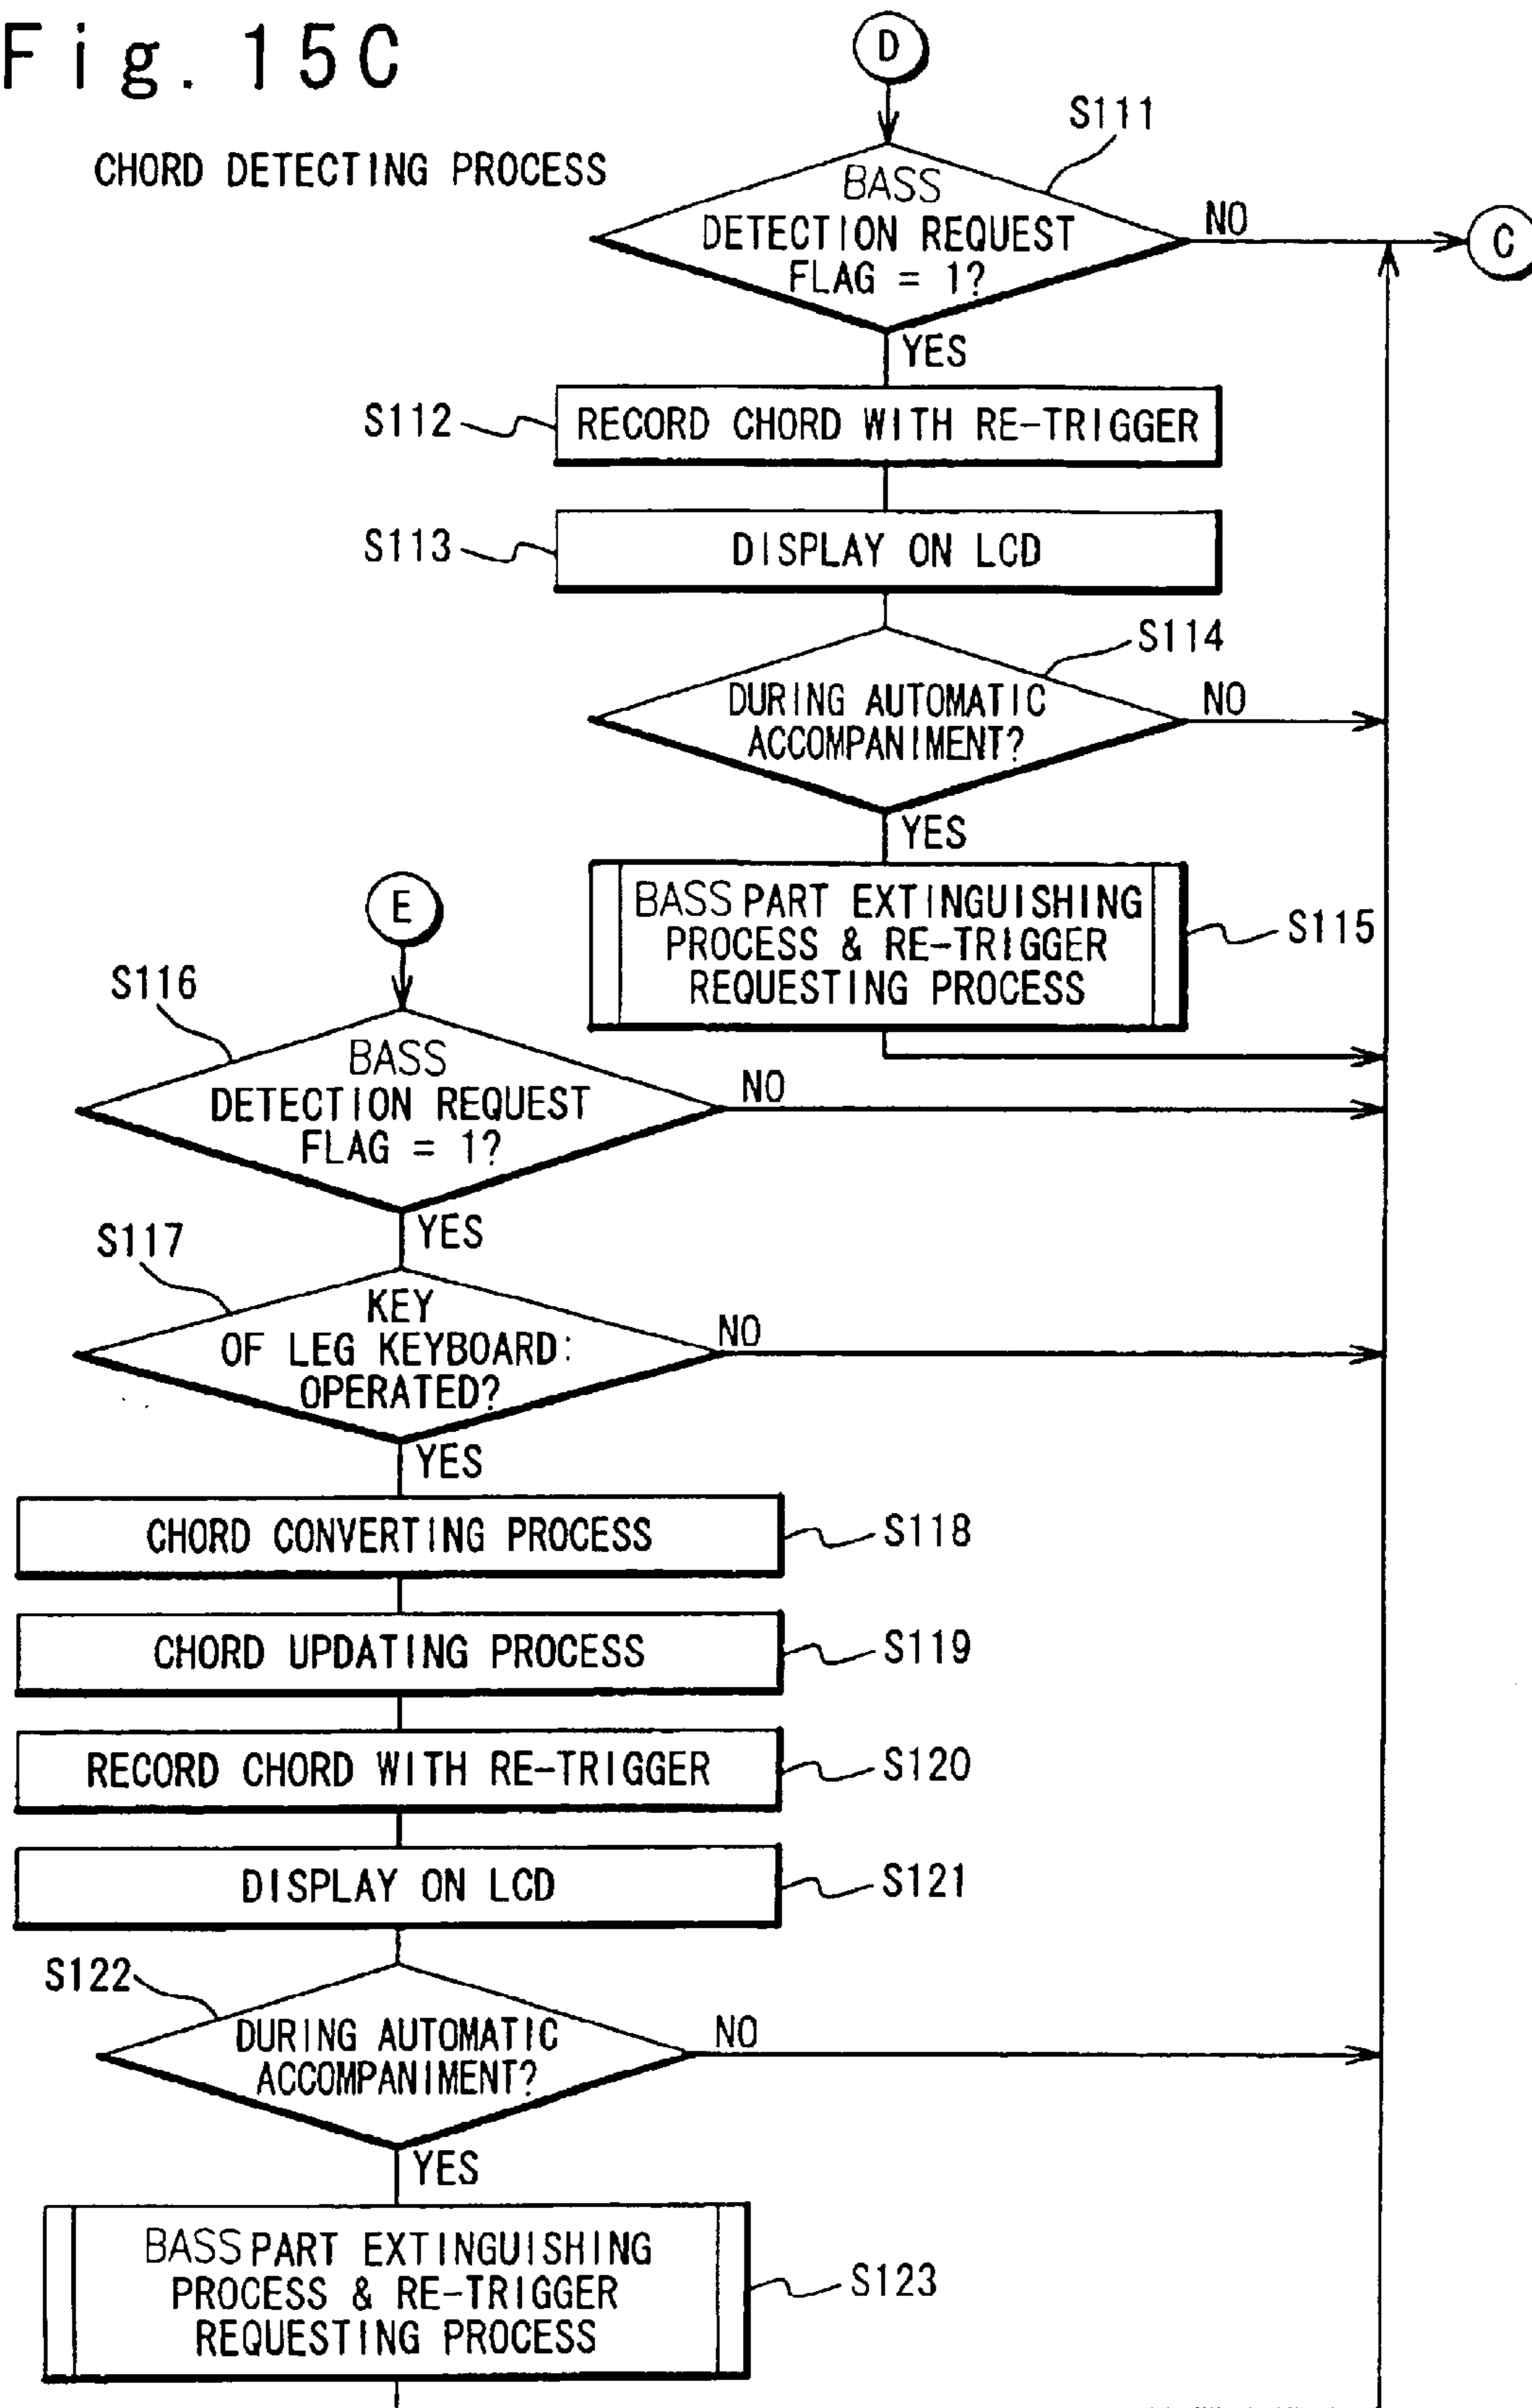 Fig. 15C
CHORD DETECTING PROCESS
D
S111
BASS
DETECTION REQUEST
FLAG = 1?
NO
C
YES
S112
RECORD CHORD WITH RE-TRIGGER
S113
DISPLAY ON LCD
S114
DURING AUTOMATIC
ACCOMPANIMENT?
NO
YES
BASS PART EXTINGUISHING
PROCESS & RE-TRIGGER
REQUESTING PROCESS
S115
E
S116
BASS
DETECTION REQUEST
FLAG = 1?
NO
YES
S117
KEY
OF LEG KEYBOARD:
OPERATED?
NO
YES
CHORD CONVERTING PROCESS
S118
CHORD UPDATING PROCESS
S119
RECORD CHORD WITH RE-TRIGGER
S120
DISPLAY ON LCD
S121
S122
DURING AUTOMATIC
ACCOMPANIMENT?
NO
YES
BASS PART EXTINGUISHING
PROCESS & RE-TRIGGER
REQUESTING PROCESS
S123